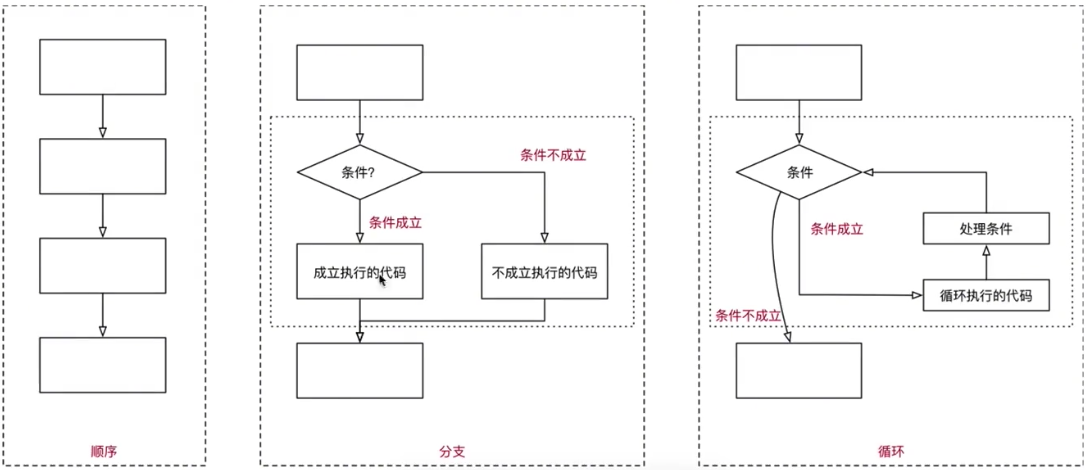 条件?
条件不成立
条件成立
成立执行的代码
不成立执行的代码
条件
条件成立
处理条件
循环执行的代码
条件不成立
顺序
分支
循环